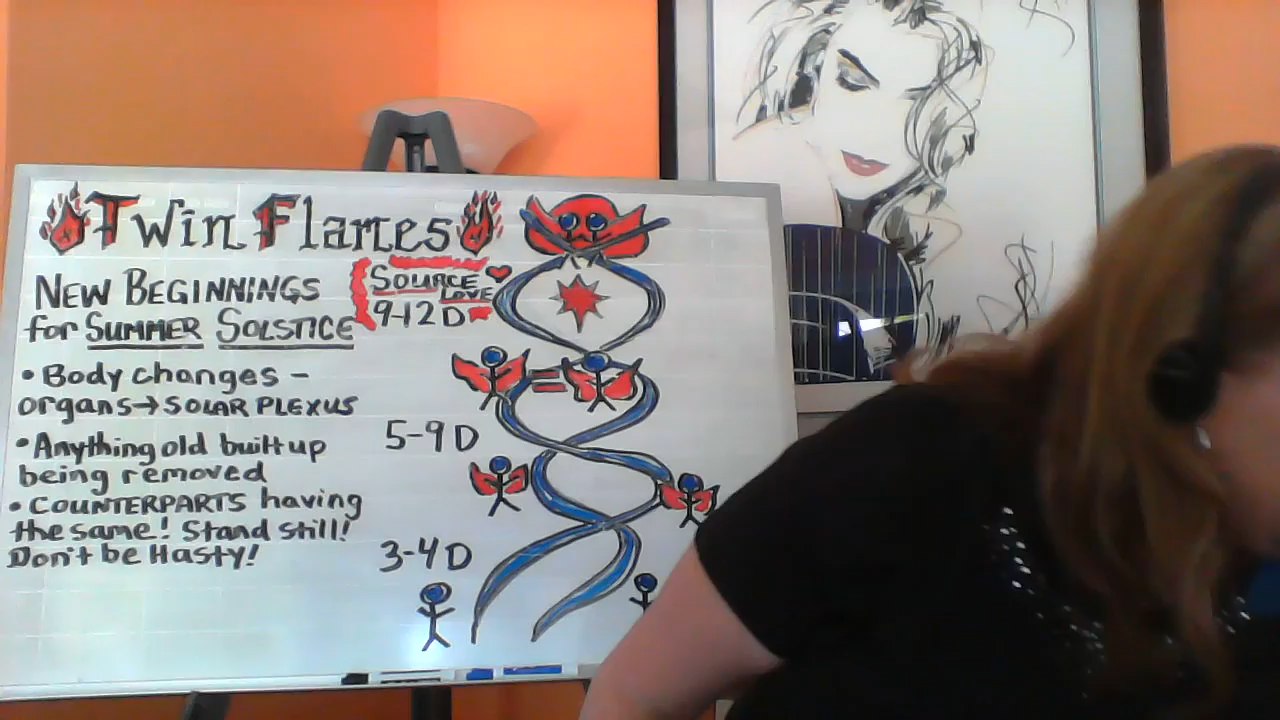 Twin Flames
NEW BEGINNINGS
for SUMMER SOLSTICE
SOURCE
LOVE
9-12D
• Body changes -
organs→SOLAR PLEXUS
• Anything old built up
being removed
• COUNTERPARTS having
the same! Stand still!
Don't be Hasty!
5-9D
=
3-4D